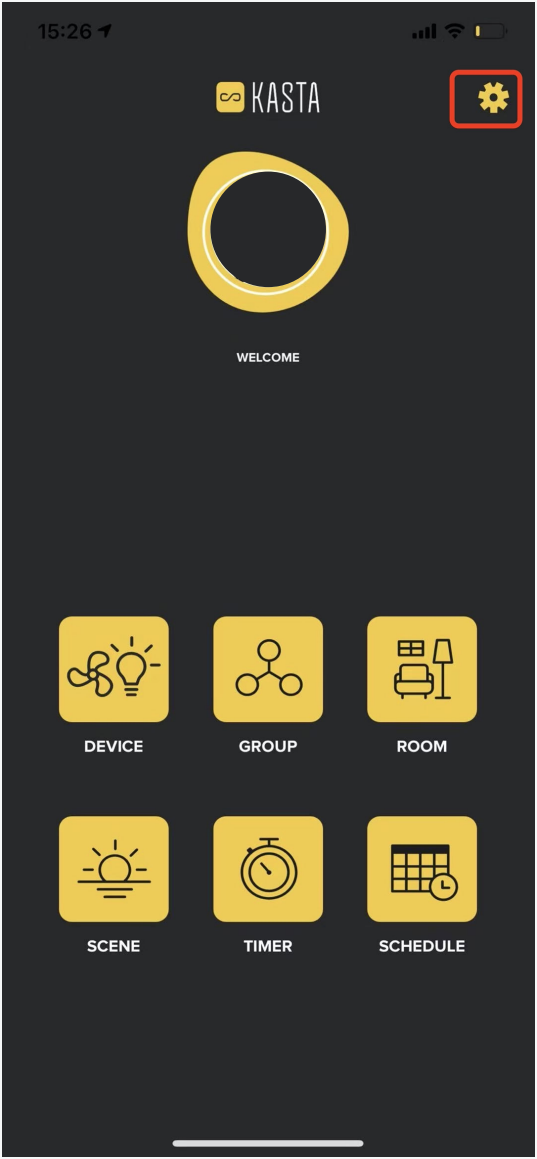 15:26
KASTA
WELCOME
DEVICE
GROUP
ROOM
SCENE
TIMER
SCHEDULE